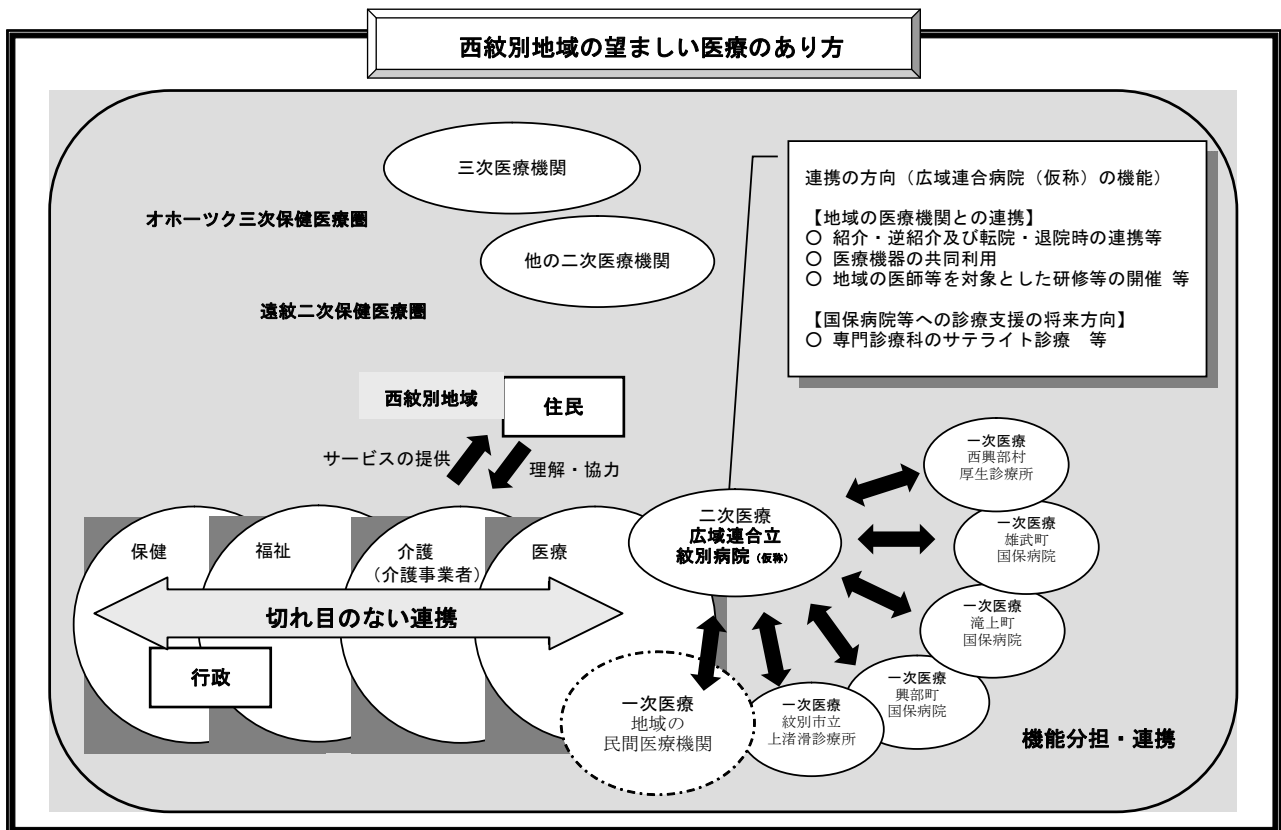 西紋別地域の望ましい医療のあり方
三次医療機関
オホーツク三次保健医療圏
他の二次医療機関
遠紋二次保健医療圏
連携の方向(広域連合病院(仮称)の機能)
【地域の医療機関との連携】
○ 紹介・逆紹介及び転院・退院時の連携等
○ 医療機器の共同利用
○ 地域の医師等を対象とした研修等の開催 等
【国保病院等への診療支援の将来方向】
○ 専門診療科のサテライト診療 等
西紋別地域
住民
サービスの提供
理解・協力
保健
福祉
介護
(介護事業者)
医療
切れ目のない連携
行政
二次医療
広域連合立
紋別病院(仮称)
一次医療
西興部村
厚生診療所
一次医療
雄武町
国保病院
一次医療
滝上町
国保病院
一次医療
興部町
国保病院
一次医療
紋別市立
上渚滑診療所
一次医療
地域の
民間医療機関
機能分担・連携